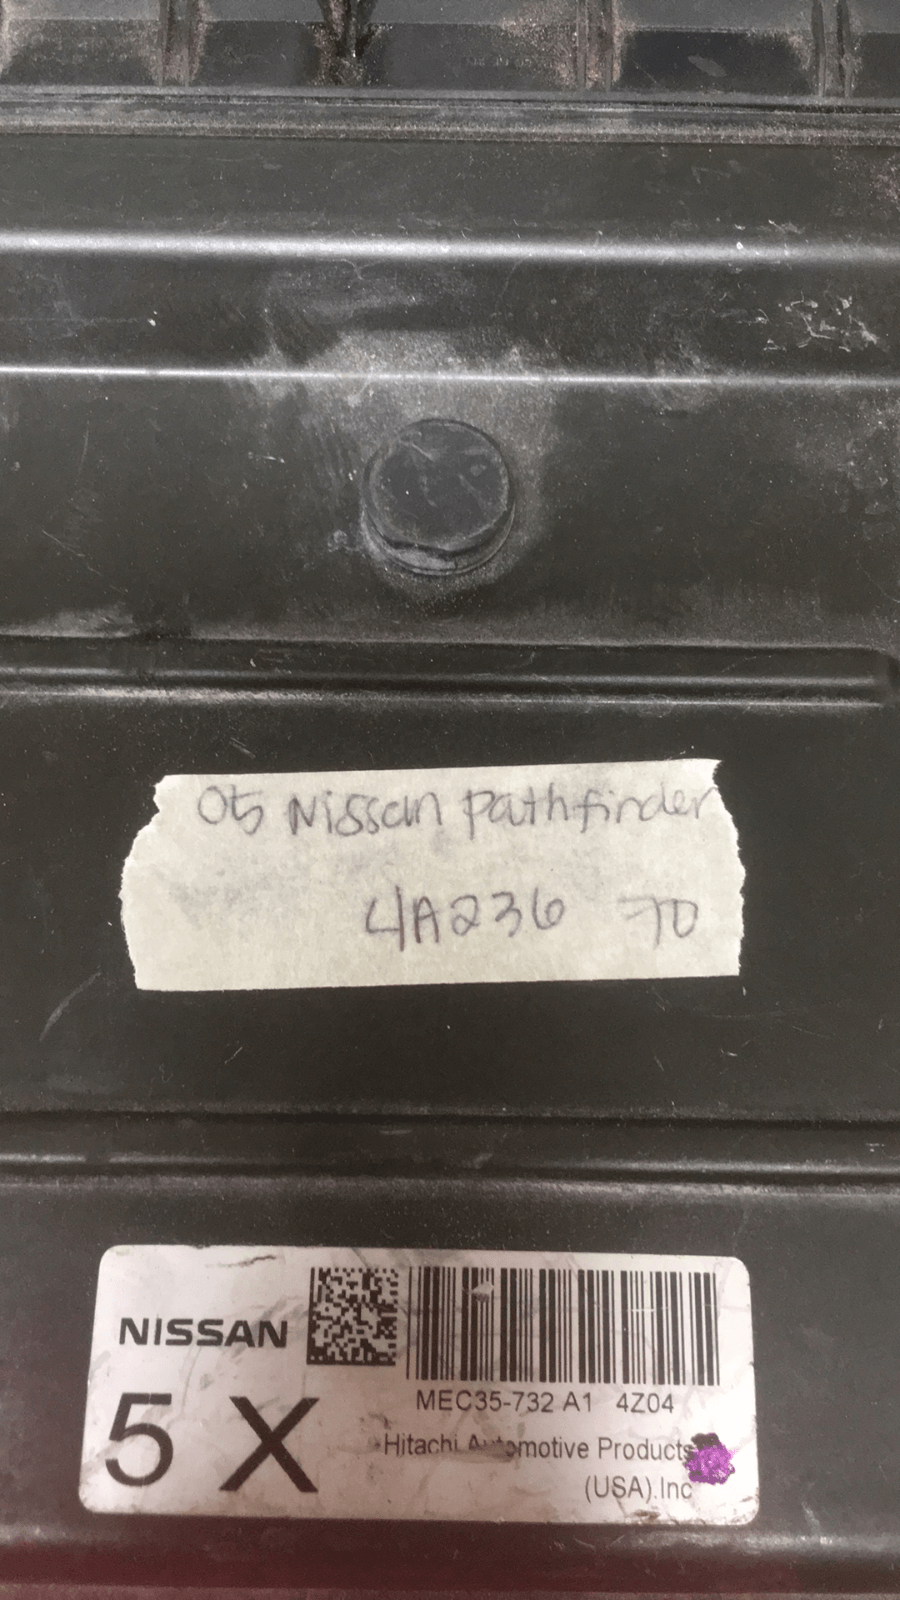 05 Nissan Pathfinder
4A236 70
NISSAN
5 X
MEC35-732 A1 4Z04
Hitachi Automotive Products
(USA).Inc